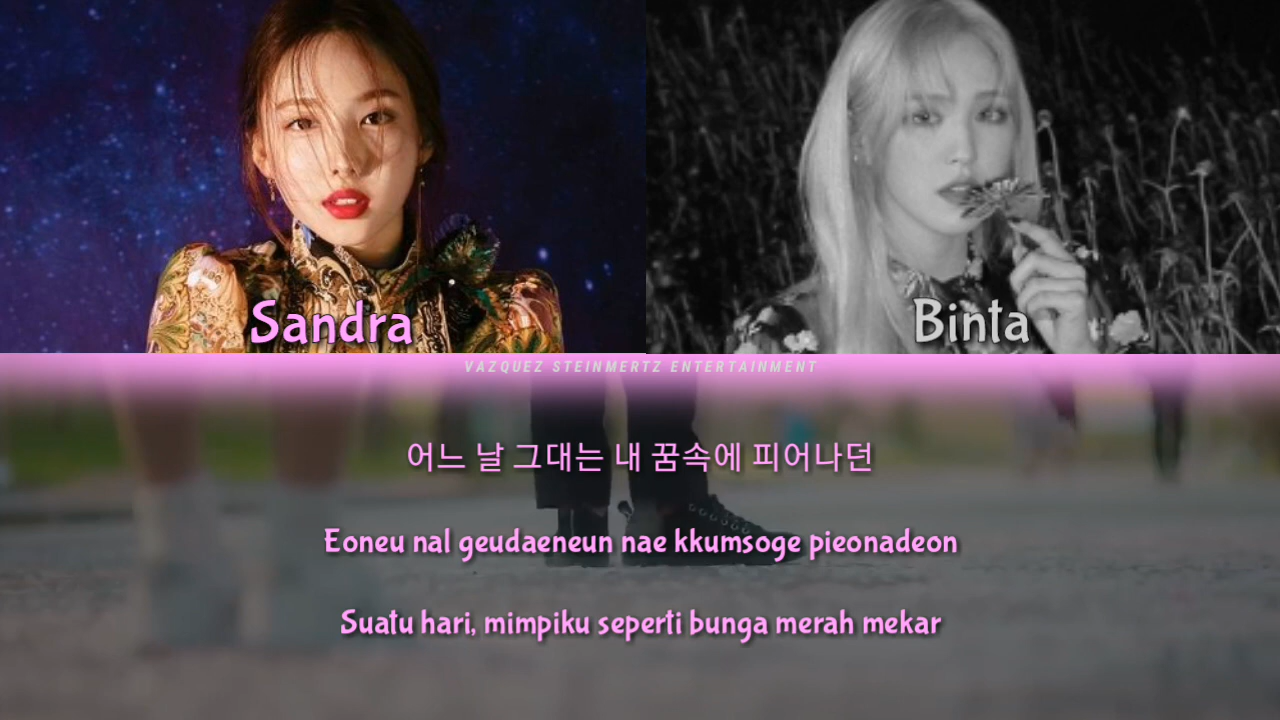 Sandra
Binta
VAZQUEZ STEINMERTZ ENTERTAINMENT
어느 날 그대는 내 꿈속에 피어나던
Eoneu nal geudaeneun nae kkumsoge pieonadeon
Suatu hari, mimpiku seperti bunga merah mekar